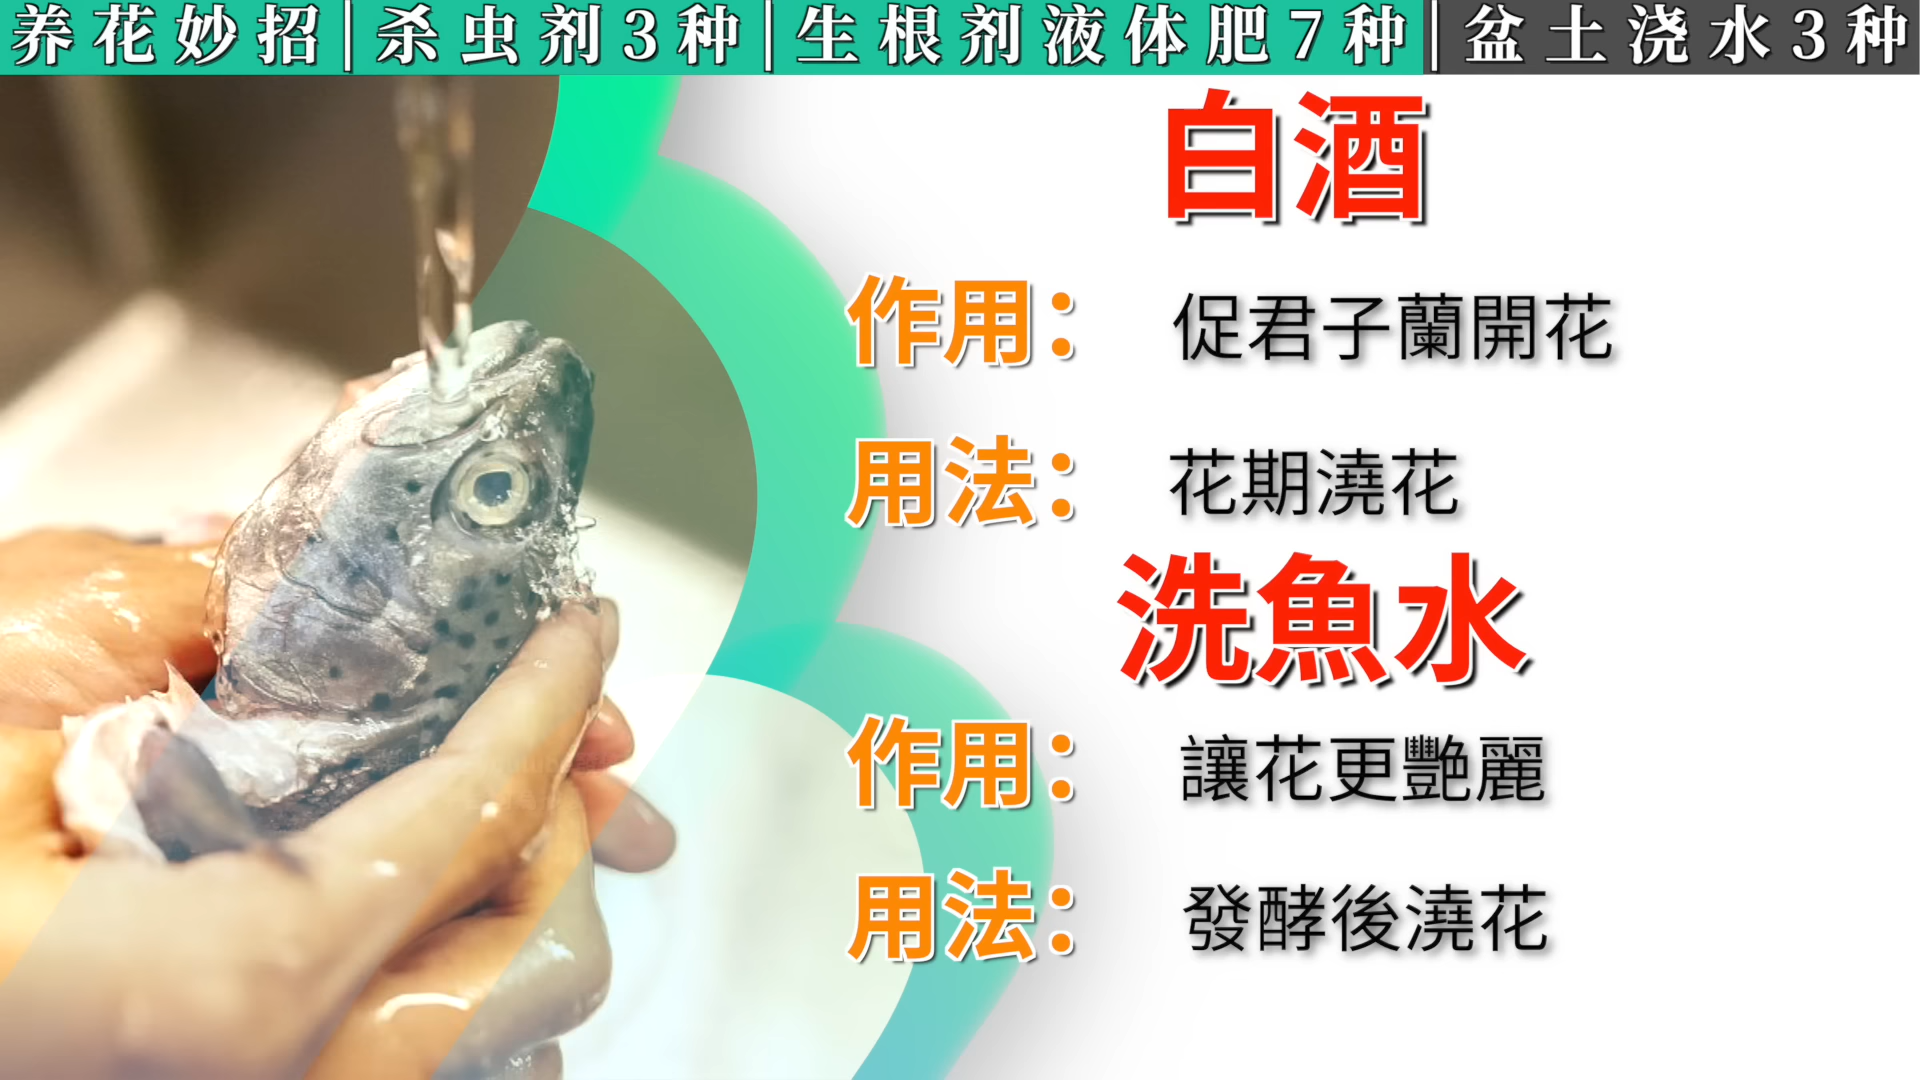 养花妙招|杀虫剂3种|生根剂液体肥7种|盆土浇水3种
白酒
作用： 促君子蘭開花
用法： 花期澆花
洗魚水
作用： 讓花更艷麗
用法： 發酵後澆花